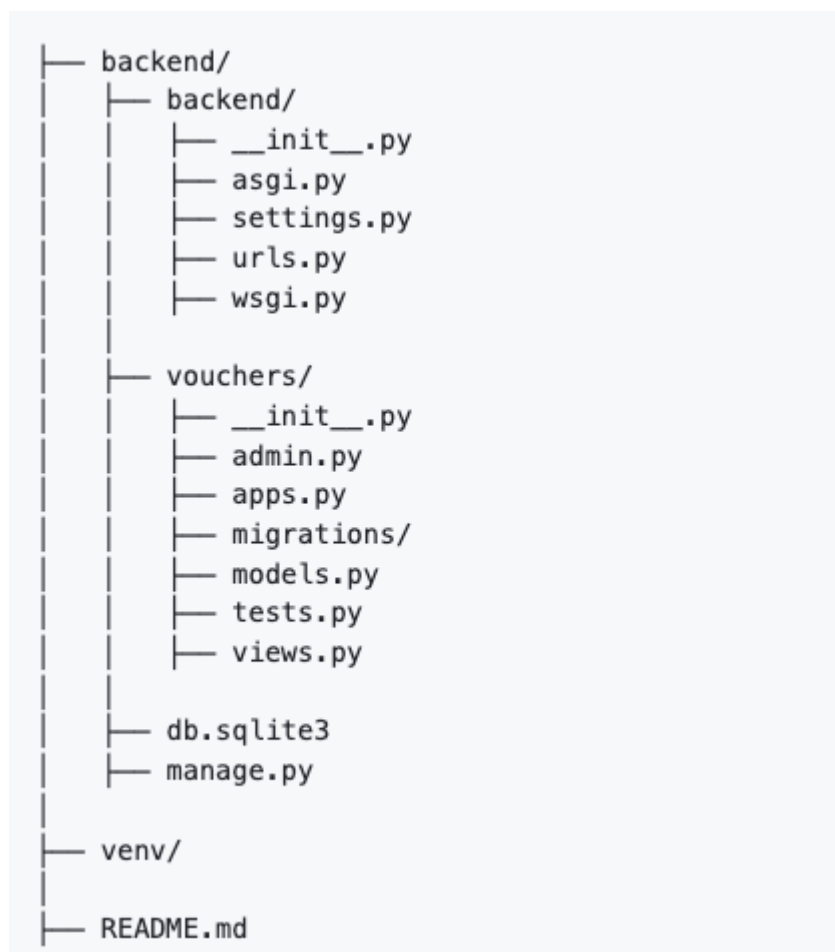 ├── backend/
│   ├── backend/
│   │   ├── __init__.py
│   │   ├── asgi.py
│   │   ├── settings.py
│   │   ├── urls.py
│   │   ├── wsgi.py
│   │
│   ├── vouchers/
│   │   ├── __init__.py
│   │   ├── admin.py
│   │   ├── apps.py
│   │   ├── migrations/
│   │   ├── models.py
│   │   ├── tests.py
│   │   ├── views.py
│   │
│   ├── db.sqlite3
│   ├── manage.py
│
├── venv/
│
├── README.md